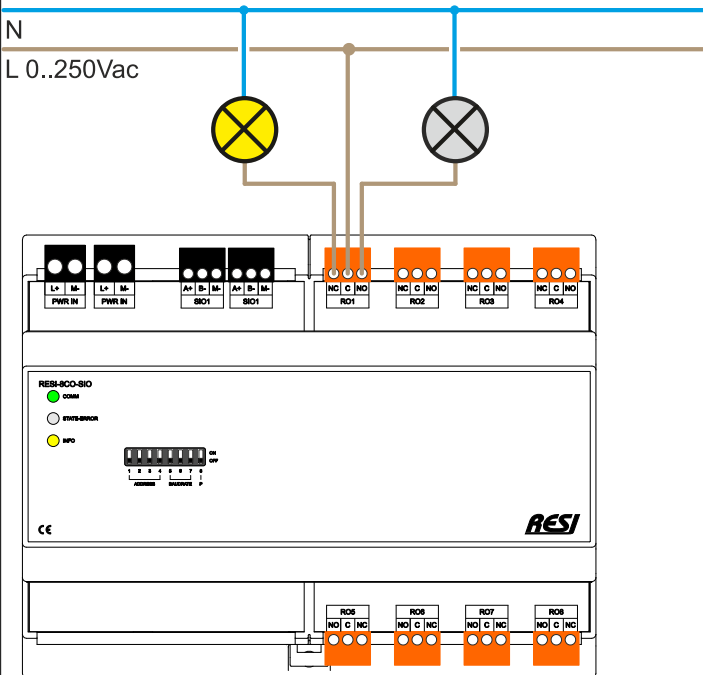 N
L 0..250Vac
L+ M- L+ M- A+ B- M- A+ B- M- NC C NO NC C NO NC C NO NC C NO
PWR IN PWR IN SIO1 SIO1 RO1 RO2 RO3 RO4
RESI-8CO-SIO
COMM
STATE-ERROR
INFO
ON
OFF
1 2 3 4 5 6 7 8
ADDRESS BAUDRATE P
CE
RESI
RO5 RO6 RO7 RO8
NO C NC NO C NC NO C NC NO C NC